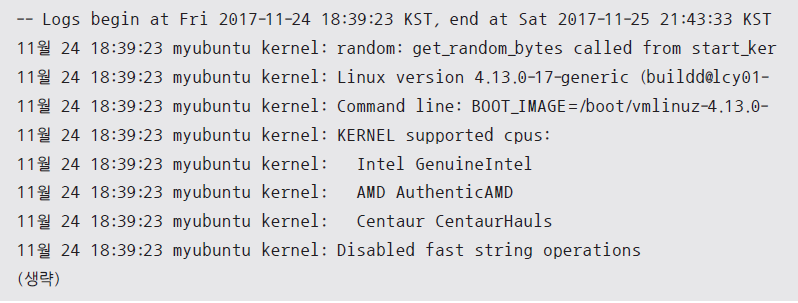 -- Logs begin at Fri 2017-11-24 18:39:23 KST, end at Sat 2017-11-25 21:43:33 KST
11월 24 18:39:23 myubuntu kernel: random: get_random_bytes called from start_ker
11월 24 18:39:23 myubuntu kernel: Linux version 4.13.0-17-generic (buildd@lcy01-
11월 24 18:39:23 myubuntu kernel: Command line: BOOT_IMAGE=/boot/vmlinuz-4.13.0-
11월 24 18:39:23 myubuntu kernel: KERNEL supported cpus:
11월 24 18:39:23 myubuntu kernel:   Intel GenuineIntel
11월 24 18:39:23 myubuntu kernel:   AMD AuthenticAMD
11월 24 18:39:23 myubuntu kernel:   Centaur CentaurHauls
11월 24 18:39:23 myubuntu kernel: Disabled fast string operations
(생략)